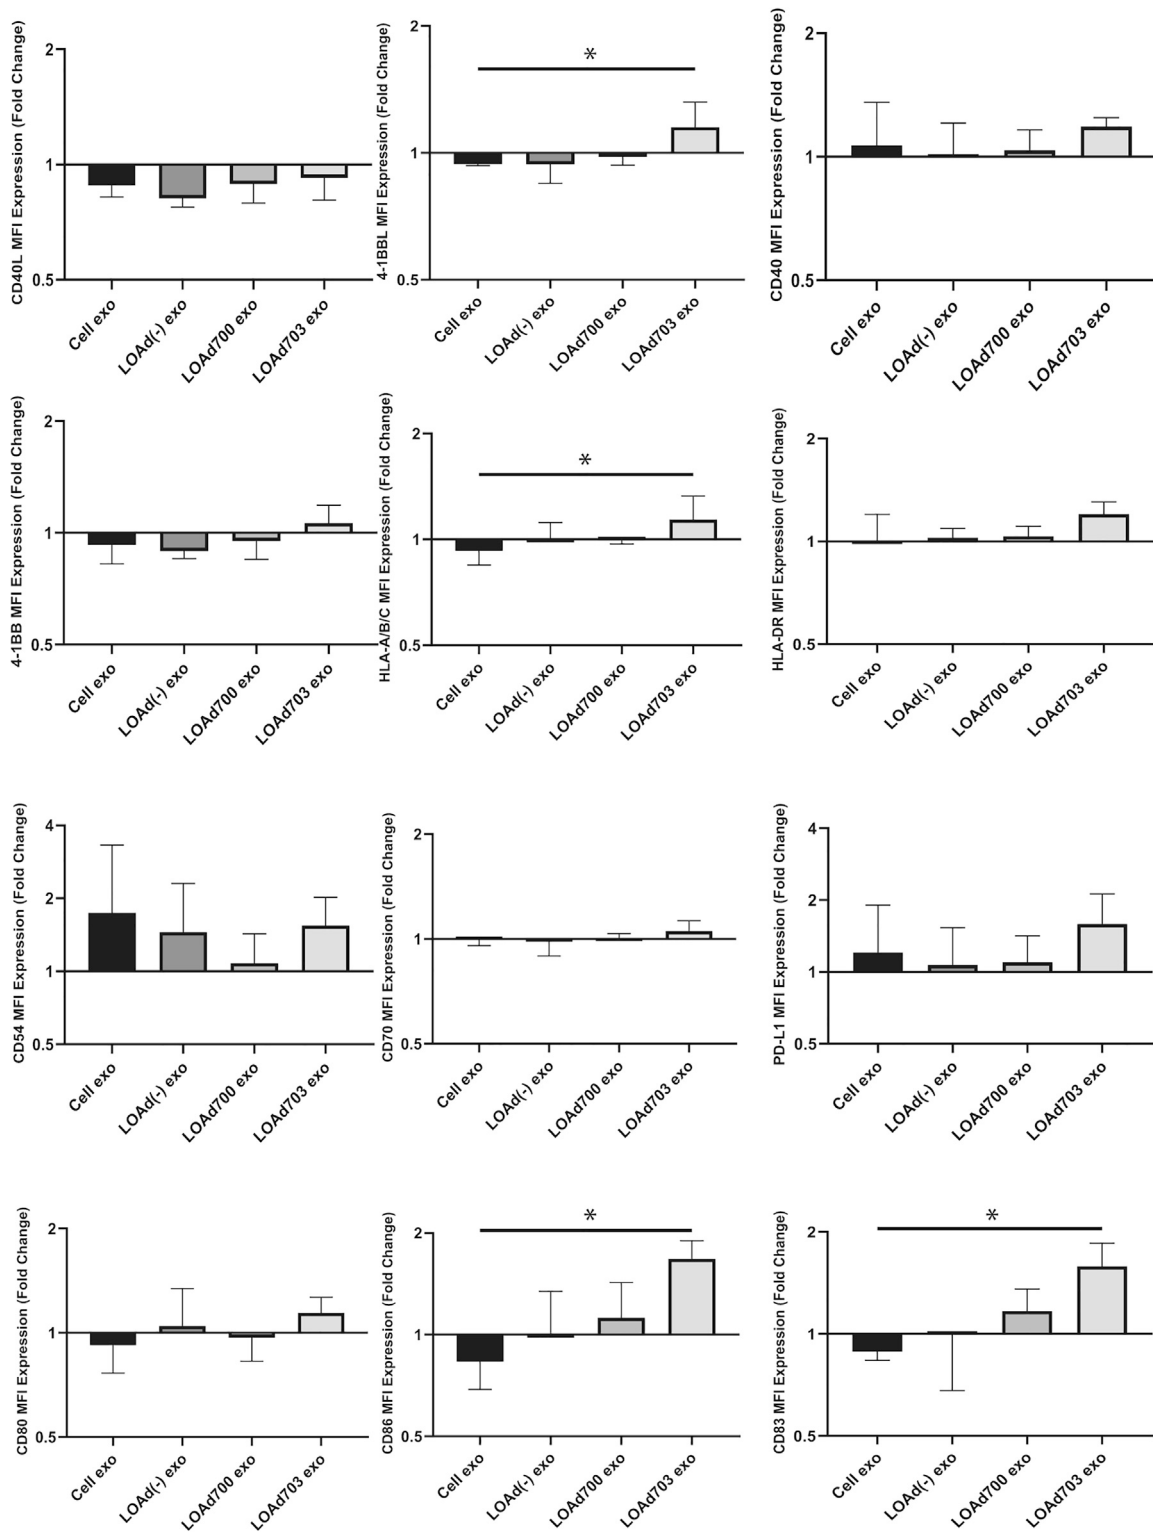 CD40L MFI Expression (Fold Change)
2
1
0.5
Cell exo
LOAd(-) exo
LOAd700 exo
LOAd703 exo
4-1BBL MFI Expression (Fold Change)
2
1
0.5
*
Cell exo
LOAd(-) exo
LOAd700 exo
LOAd703 exo
CD40 MFI Expression (Fold Change)
2
1
0.5
Cell exo
LOAd(-) exo
LOAd700 exo
LOAd703 exo
4-1BB MFI Expression (Fold Change)
2
1
0.5
Cell exo
LOAd(-) exo
LOAd700 exo
LOAd703 exo
HLA-A/B/C MFI Expression (Fold Change)
2
1
0.5
*
Cell exo
LOAd(-) exo
LOAd700 exo
LOAd703 exo
HLA-DR MFI Expression (Fold Change)
2
1
0.5
Cell exo
LOAd(-) exo
LOAd700 exo
LOAd703 exo
CD54 MFI Expression (Fold Change)
4
2
1
0.5
Cell exo
LOAd(-) exo
LOAd700 exo
LOAd703 exo
CD70 MFI Expression (Fold Change)
2
1
0.5
Cell exo
LOAd(-) exo
LOAd700 exo
LOAd703 exo
PD-L1 MFI Expression (Fold Change)
4
2
1
0.5
Cell exo
LOAd(-) exo
LOAd700 exo
LOAd703 exo
CD80 MFI Expression (Fold Change)
2
1
0.5
Cell exo
LOAd(-) exo
LOAd700 exo
LOAd703 exo
CD86 MFI Expression (Fold Change)
2
1
0.5
*
Cell exo
LOAd(-) exo
LOAd700 exo
LOAd703 exo
CD83 MFI Expression (Fold Change)
2
1
0.5
*
Cell exo
LOAd(-) exo
LOAd700 exo
LOAd703 exo